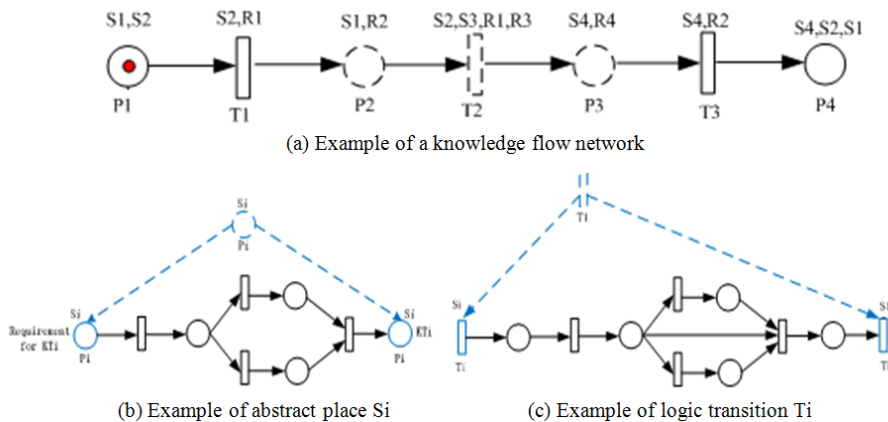 S1,S2 S2,R1 S1,R2 S2,S3,R1,R3 S4,R4 S4,R2 S4,S2,S1
P1 T1 P2 T2 P3 T3 P4
(a) Example of a knowledge flow network
Si
Pi
Si
Requirement
for KTi
Pi
Si
KTi
Pi
(b) Example of abstract place Si
Si
Ti
(c) Example of logic transition Ti